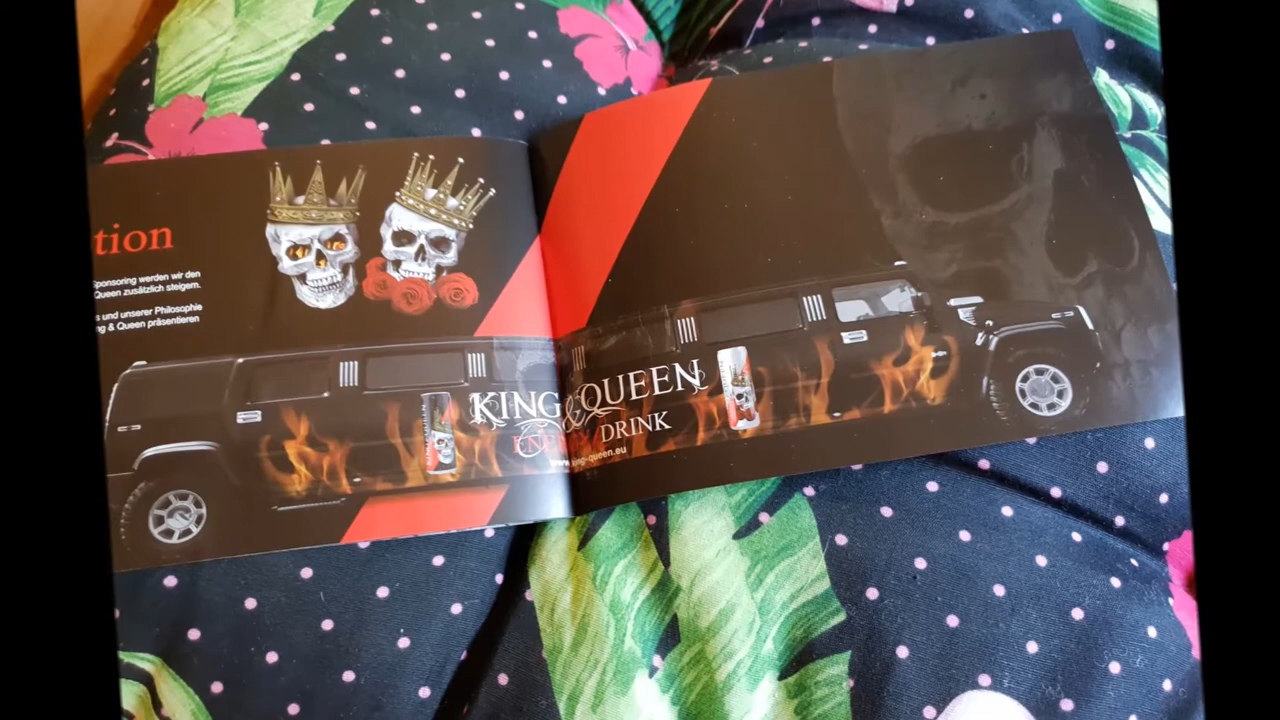 tion
Sponsoring werden wir den
Queen zusätzlich steigern.
s und unserer Philosophie
ng & Queen präsentieren
KING & QUEEN
DRINK
www.king-queen.eu